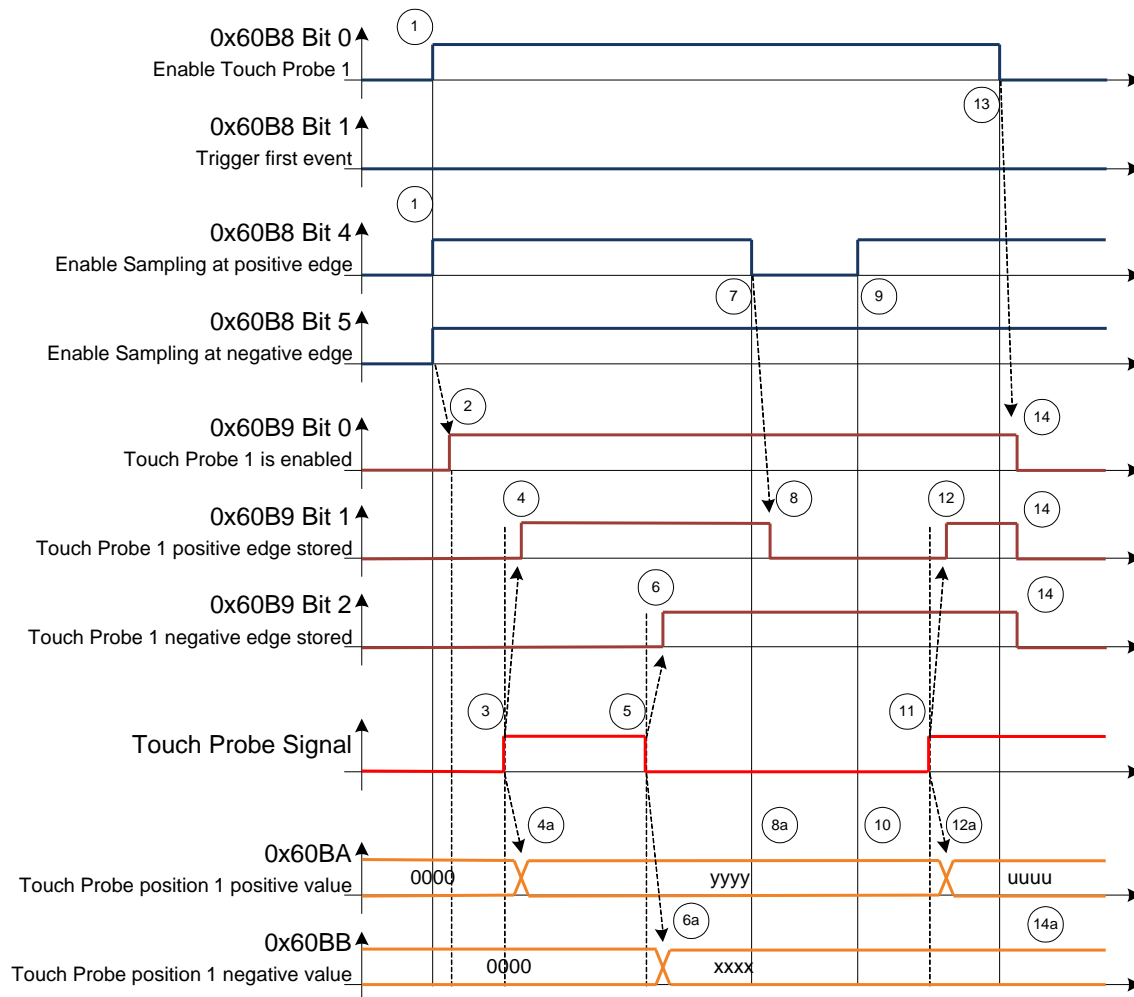 1
0x60B8 Bit 0
Enable Touch Probe 1
13
0x60B8 Bit 1
Trigger first event
1
0x60B8 Bit 4
Enable Sampling at positive edge
7
9
0x60B8 Bit 5
Enable Sampling at negative edge
2
14
0x60B9 Bit 0
Touch Probe 1 is enabled
4
8
12
14
0x60B9 Bit 1
Touch Probe 1 positive edge stored
6
14
0x60B9 Bit 2
Touch Probe 1 negative edge stored
3
5
11
Touch Probe Signal
4a
8a
10
12a
0x60BA
Touch Probe position 1 positive value
0000
yyyy
uuuu
6a
14a
0x60BB
Touch Probe position 1 negative value
0000
xxxx